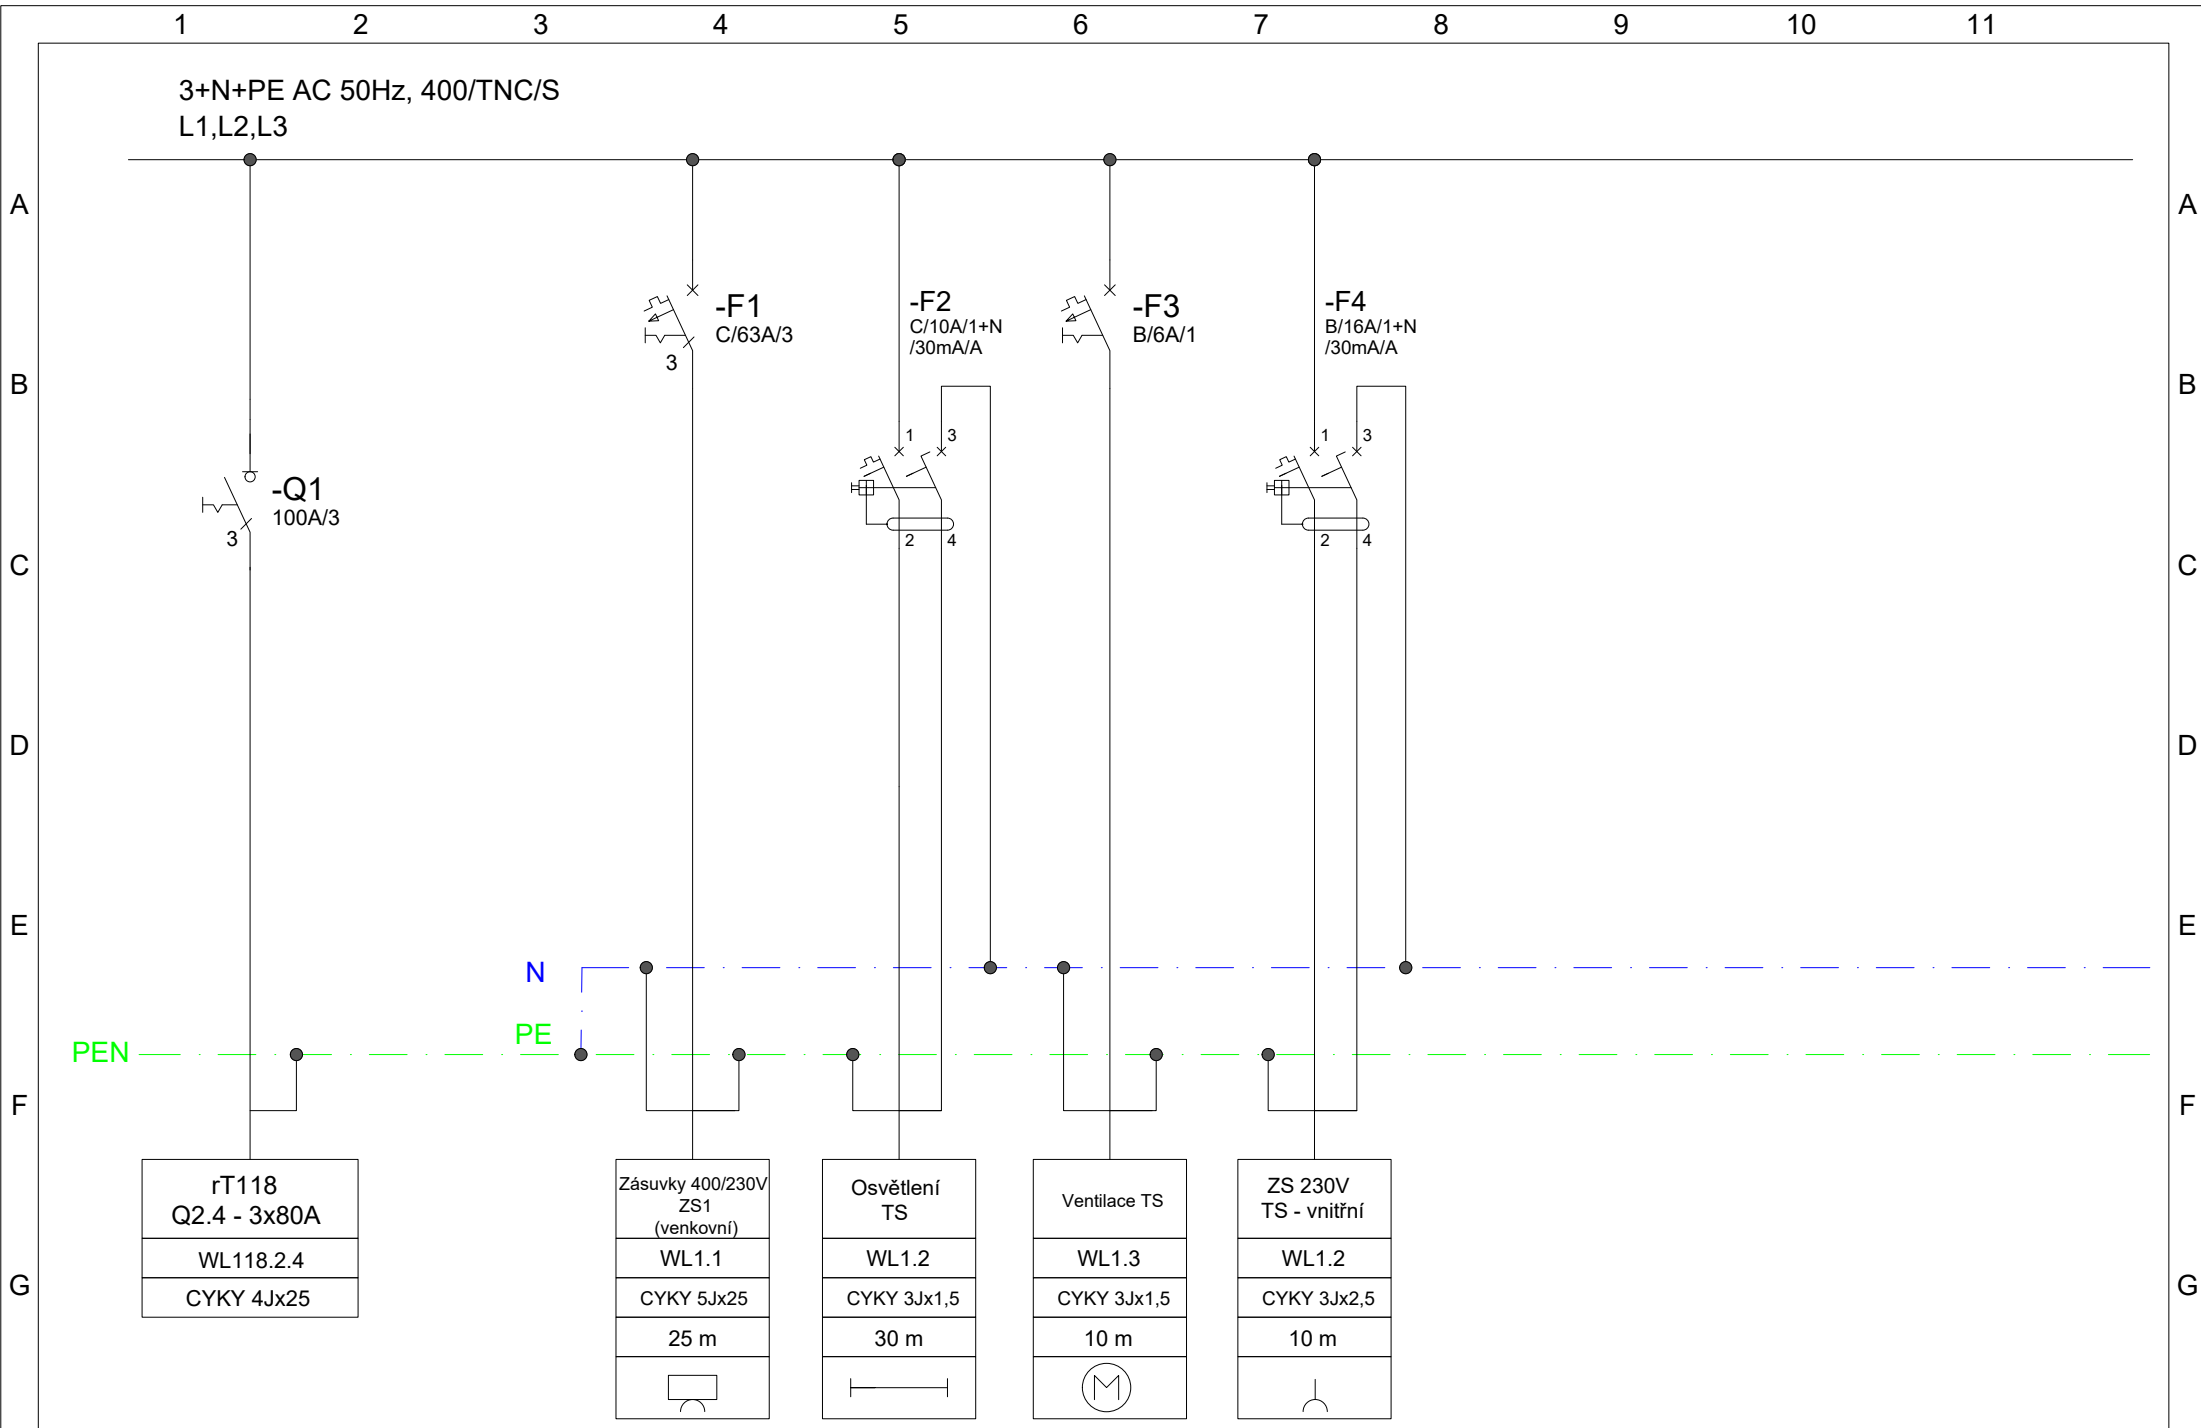 1 2 3 4 5 6 7 8 9 10 11
3+N+PE AC 50Hz, 400/TNC/S
L1,L2,L3
A A
-F1
C/63A/3
3
-F2
C/10A/1+N
/30mA/A
-F3
B/6A/1
-F4
B/16A/1+N
/30mA/A
B B
1 3
1 3
-Q1
100A/3
3
2 4
2 4
C C
D D
E E
N
PE
PEN
F F
rT118
Q2.4 - 3x80A
WL118.2.4
CYKY 4Jx25
Zásuvky 400/230V
ZS1
(venkovní)
WL1.1
CYKY 5Jx25
25 m
Osvětlení
TS
WL1.2
CYKY 3Jx1,5
30 m
Ventilace TS
WL1.3
CYKY 3Jx1,5
10 m
M
ZS 230V
TS - vnitřní
WL1.2
CYKY 3Jx2,5
10 m
G G